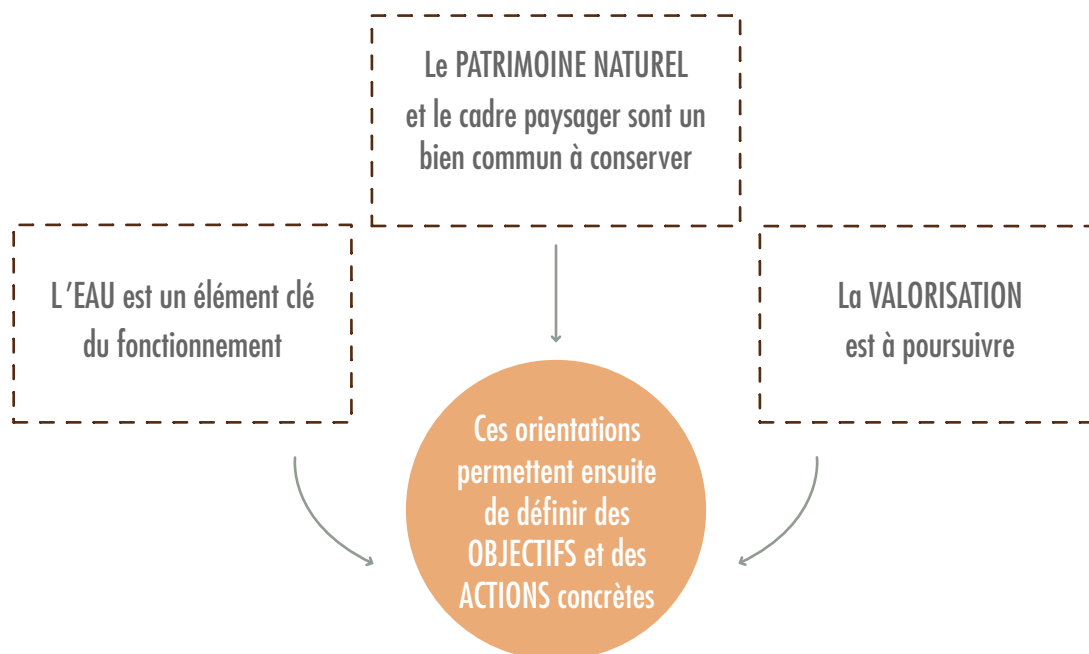 Le PATRIMOINE NATUREL
et le cadre paysager sont un
bien commun à conserver
L'EAU est un élément clé
du fonctionnement
La VALORISATION
est à poursuivre
Ces orientations
permettent ensuite
de définir des
OBJECTIFS et des
ACTIONS concrètes